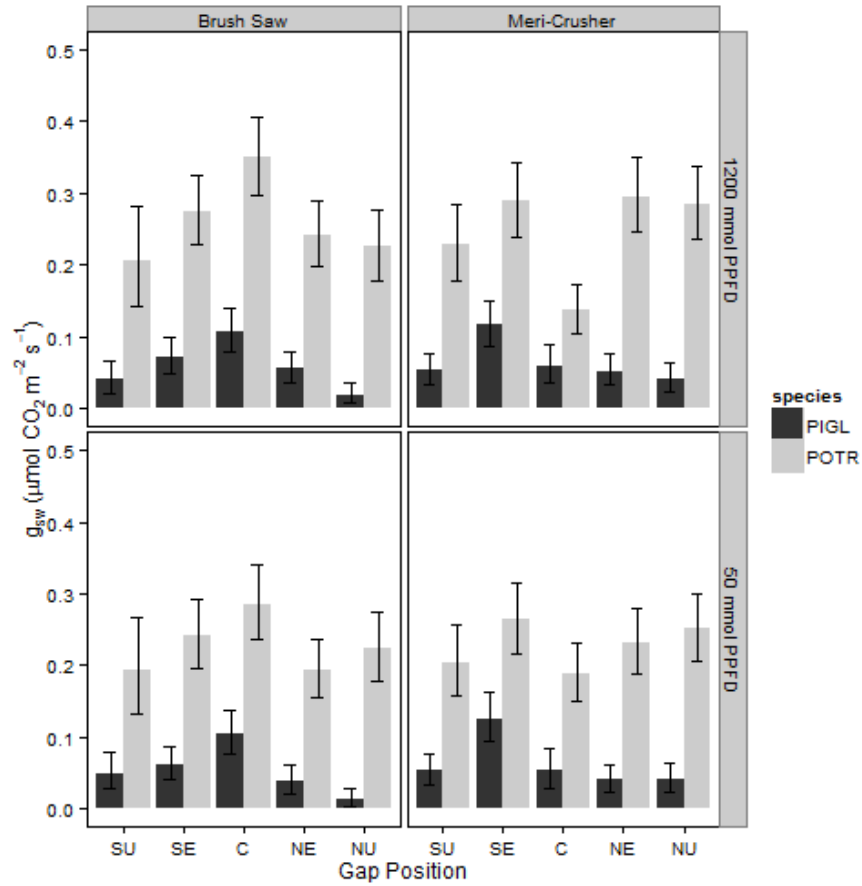 Brush Saw
Meri-Crusher
0.5
0.4
0.3
0.2
0.1
0.0
1200 mmol PPFD
0.5
0.4
0.3
0.2
0.1
0.0
50 mmol PPFD
g_sw (µmol CO₂ m⁻² s⁻¹)
species
PIGL
POTR
SU SE C NE NU
SU SE C NE NU
Gap Position